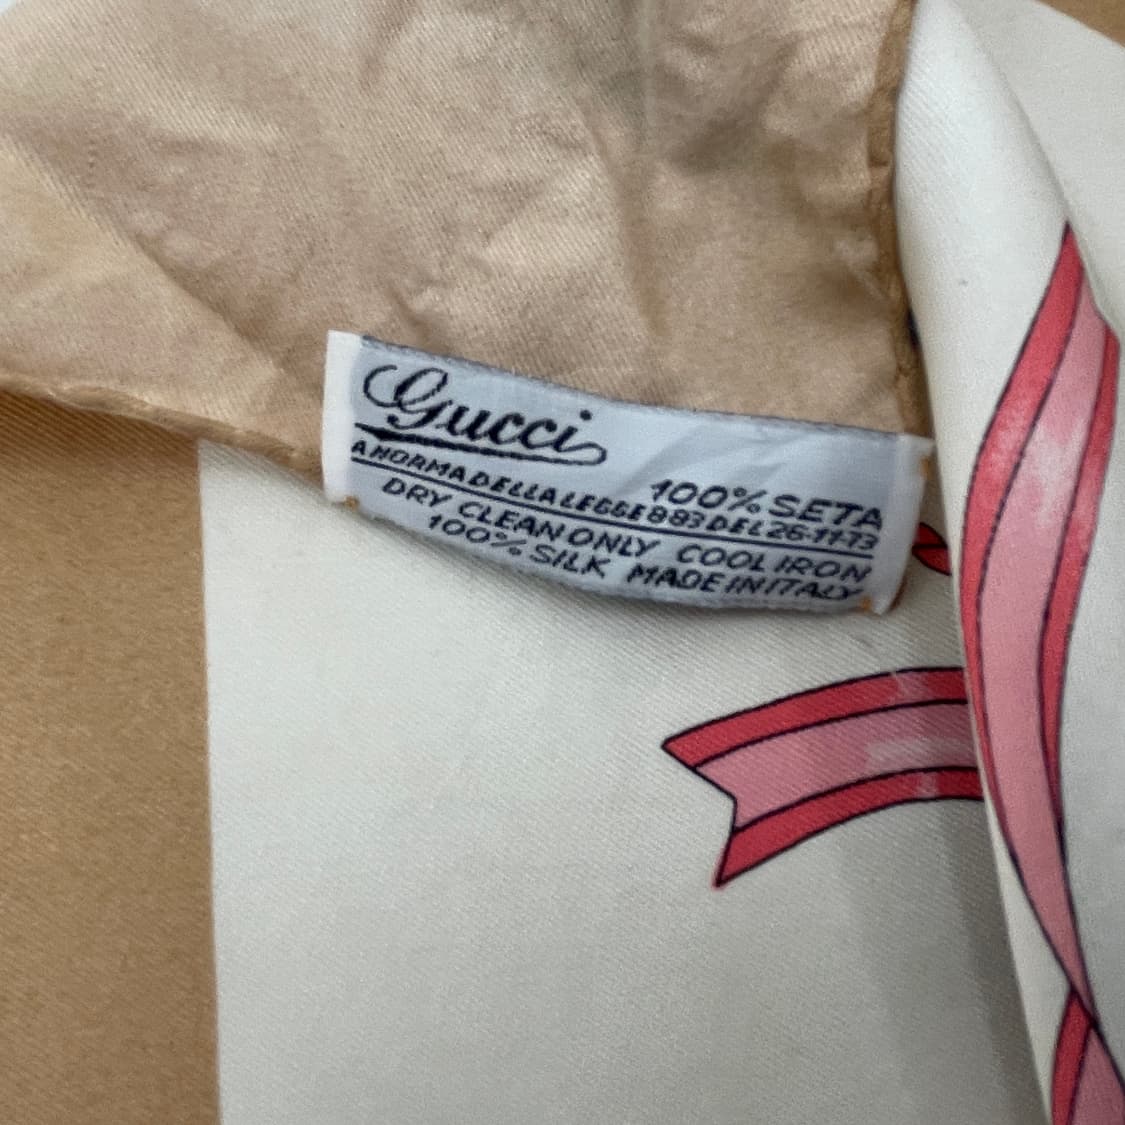 Gucci
100% SETA
A NORMA DELLA LEGGE 883 DEL 26-11-73
DRY CLEAN ONLY COOL IRON
100% SILK MADE IN ITALY